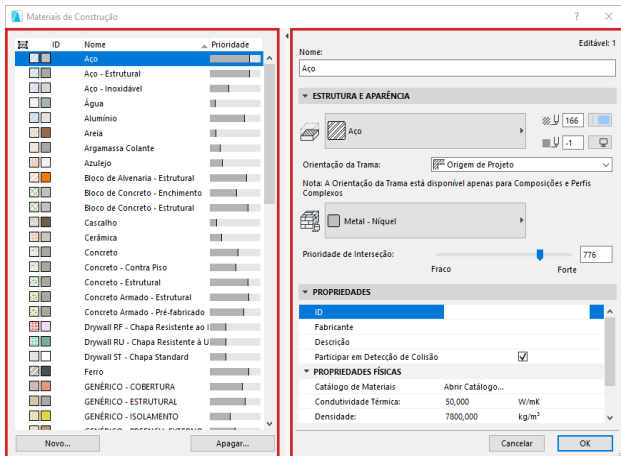 Materiais de Construção
ID Nome Prioridade
Aço
Aço - Estrutural
Aço - Inoxidável
Água
Alumínio
Areia
Argamassa Colante
Azulejo
Bloco de Alvenaria - Estrutural
Bloco de Concreto - Enchimento
Bloco de Concreto - Estrutural
Cascalho
Cerâmica
Concreto
Concreto - Contra Piso
Concreto - Estrutural
Concreto Armado - Estrutural
Concreto Armado - Pré-fabricado
Drywall RF - Chapa Resistente ao
Drywall RU - Chapa Resistente à U
Drywall ST - Chapa Standard
Ferro
GENÉRICO - COBERTURA
GENÉRICO - ESTRUTURAL
GENÉRICO - ISOLAMENTO
Novo... Apagar...
Editável: 1
Nome:
Aço
ESTRUTURA E APARÊNCIA
Aço
166
-1
Orientação da Trama: Origem de Projeto
Nota: A Orientação da Trama está disponível apenas para Composições e Perfis
Complexos
Metal - Níquel
Prioridade de Interseção: 776
Fraco Forte
PROPRIEDADES
ID
Fabricante
Descrição
Participar em Detecção de Colisão
PROPRIEDADES FÍSICAS
Catálogo de Materiais Abrir Catálogo...
Condutividade Térmica: 50,000 W/mK
Densidade: 7800,000 kg/m³
Cancelar OK